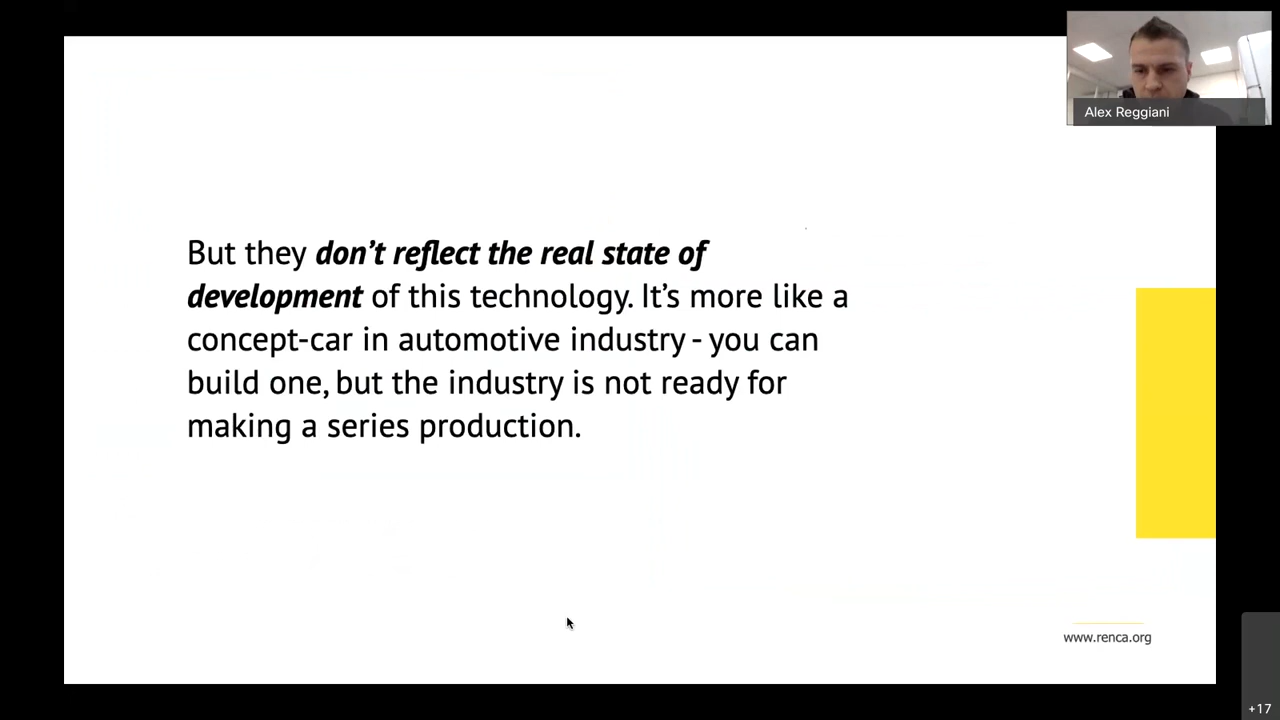 Alex Reggiani
But they don’t reflect the real state of
development of this technology. It’s more like a
concept-car in automotive industry - you can
build one, but the industry is not ready for
making a series production.
www.renca.org
+17